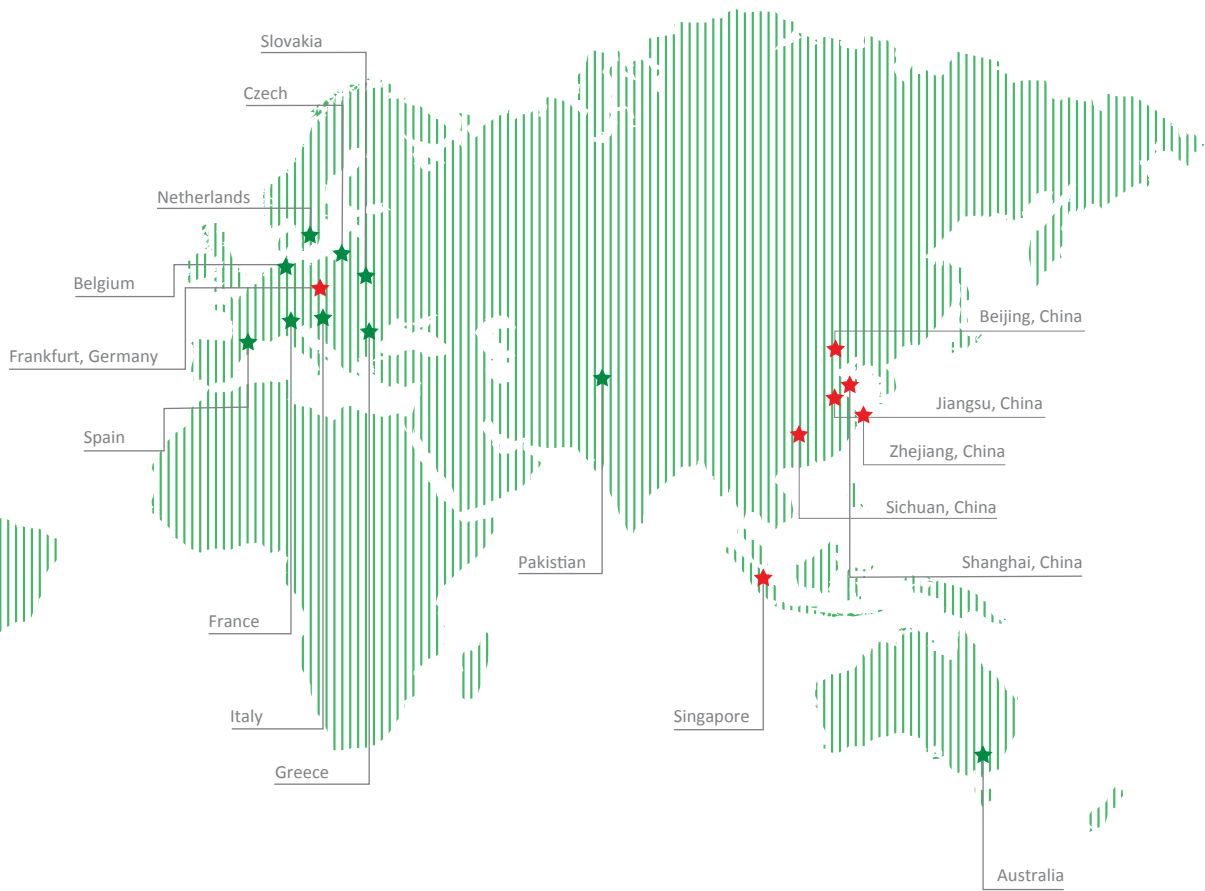 Slovakia
Czech
Netherlands
Belgium
Beijing, China
Frankfurt, Germany
Jiangsu, China
Spain
Zhejiang, China
Sichuan, China
Pakistian
Shanghai, China
France
Italy
Singapore
Greece
Australia